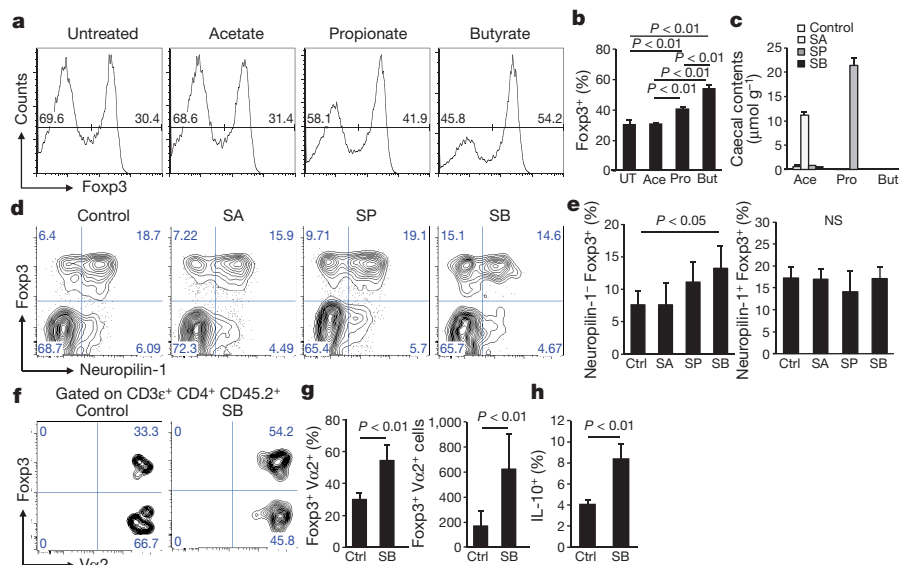 a
Untreated
Acetate
Propionate
Butyrate
Counts
69.6 30.4
68.6 31.4
58.1 41.9
45.8 54.2
Foxp3
b
P < 0.01
P < 0.01
P < 0.01
P < 0.01
P < 0.01
Foxp3+ (%)
80
60
40
20
0
UT Ace Pro But
c
Control
SA
SP
SB
Caecal contents
(μmol g−1)
25
20
15
10
5
0
Ace Pro But
d
Control
SA
SP
SB
6.4 18.7
68.7 6.09
7.22 15.9
72.3 4.49
9.71 19.1
65.4 5.7
15.1 14.6
65.7 4.67
Foxp3
Neuropilin-1
e
Neuropilin-1− Foxp3+ (%)
20
15
10
5
0
P < 0.05
Ctrl SA SP SB
Neuropilin-1+ Foxp3+ (%)
30
25
20
15
10
5
0
NS
Ctrl SA SP SB
f
Gated on CD3ε+ CD4+ CD45.2+
Control
SB
0 33.3
0 66.7
0 54.2
0 45.8
Foxp3
Vα2
g
Foxp3+ Vα2+ (%)
80
60
40
20
0
P < 0.01
Ctrl SB
Foxp3+ Vα2+ cells
1,000
800
600
400
200
0
P < 0.01
Ctrl SB
h
IL-10+ (%)
12
10
8
6
4
2
0
P < 0.01
Ctrl SB